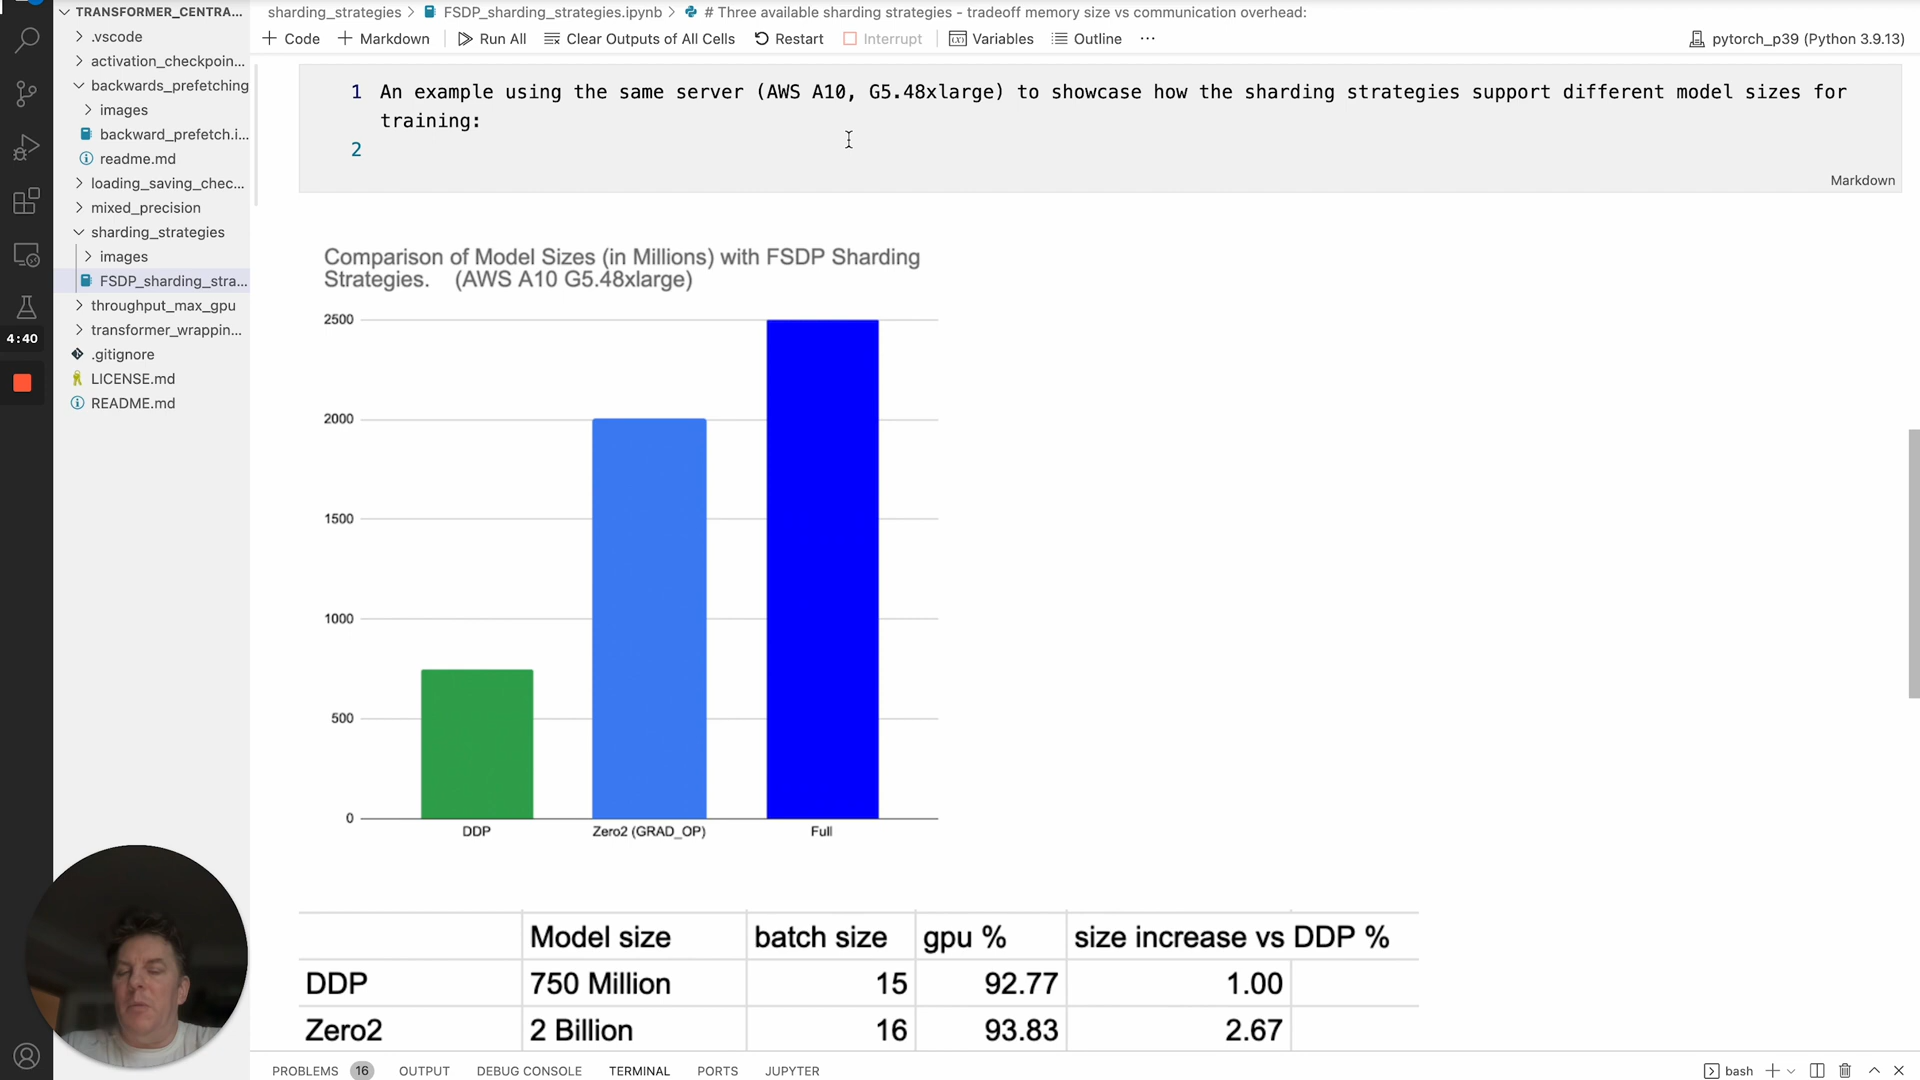 TRANSFORMER_CENTRA...
.vscode
activation_checkpoin...
backwards_prefetching
images
backward_prefetch.i...
readme.md
loading_saving_chec...
mixed_precision
sharding_strategies
images
FSDP_sharding_stra...
throughput_max_gpu
transformer_wrappin...
.gitignore
LICENSE.md
README.md
4:40
sharding_strategies > FSDP_sharding_strategies.ipynb > # Three available sharding strategies - tradeoff memory size vs communication overhead:
+ Code + Markdown Run All Clear Outputs of All Cells Restart Interrupt Variables Outline ... pytorch_p39 (Python 3.9.13)
1 An example using the same server (AWS A10, G5.48xlarge) to showcase how the sharding strategies support different model sizes for
training:
2
Markdown
Comparison of Model Sizes (in Millions) with FSDP Sharding
Strategies. (AWS A10 G5.48xlarge)
2500
2000
1500
1000
500
0
DDP Zero2 (GRAD_OP) Full
Model size batch size gpu % size increase vs DDP %
DDP 750 Million 15 92.77 1.00
Zero2 2 Billion 16 93.83 2.67
PROBLEMS 16 OUTPUT DEBUG CONSOLE TERMINAL PORTS JUPYTER bash